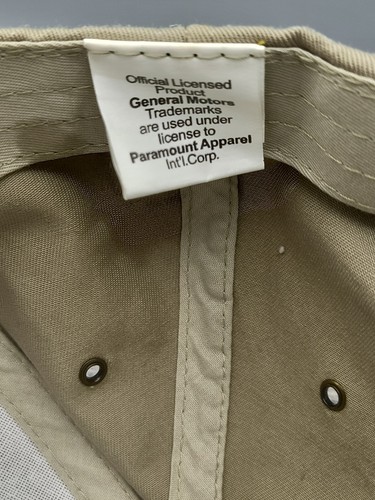 Official Licensed
Product
General Motors
Trademarks
are used under
license to
Paramount Apparel
Int'l.Corp.